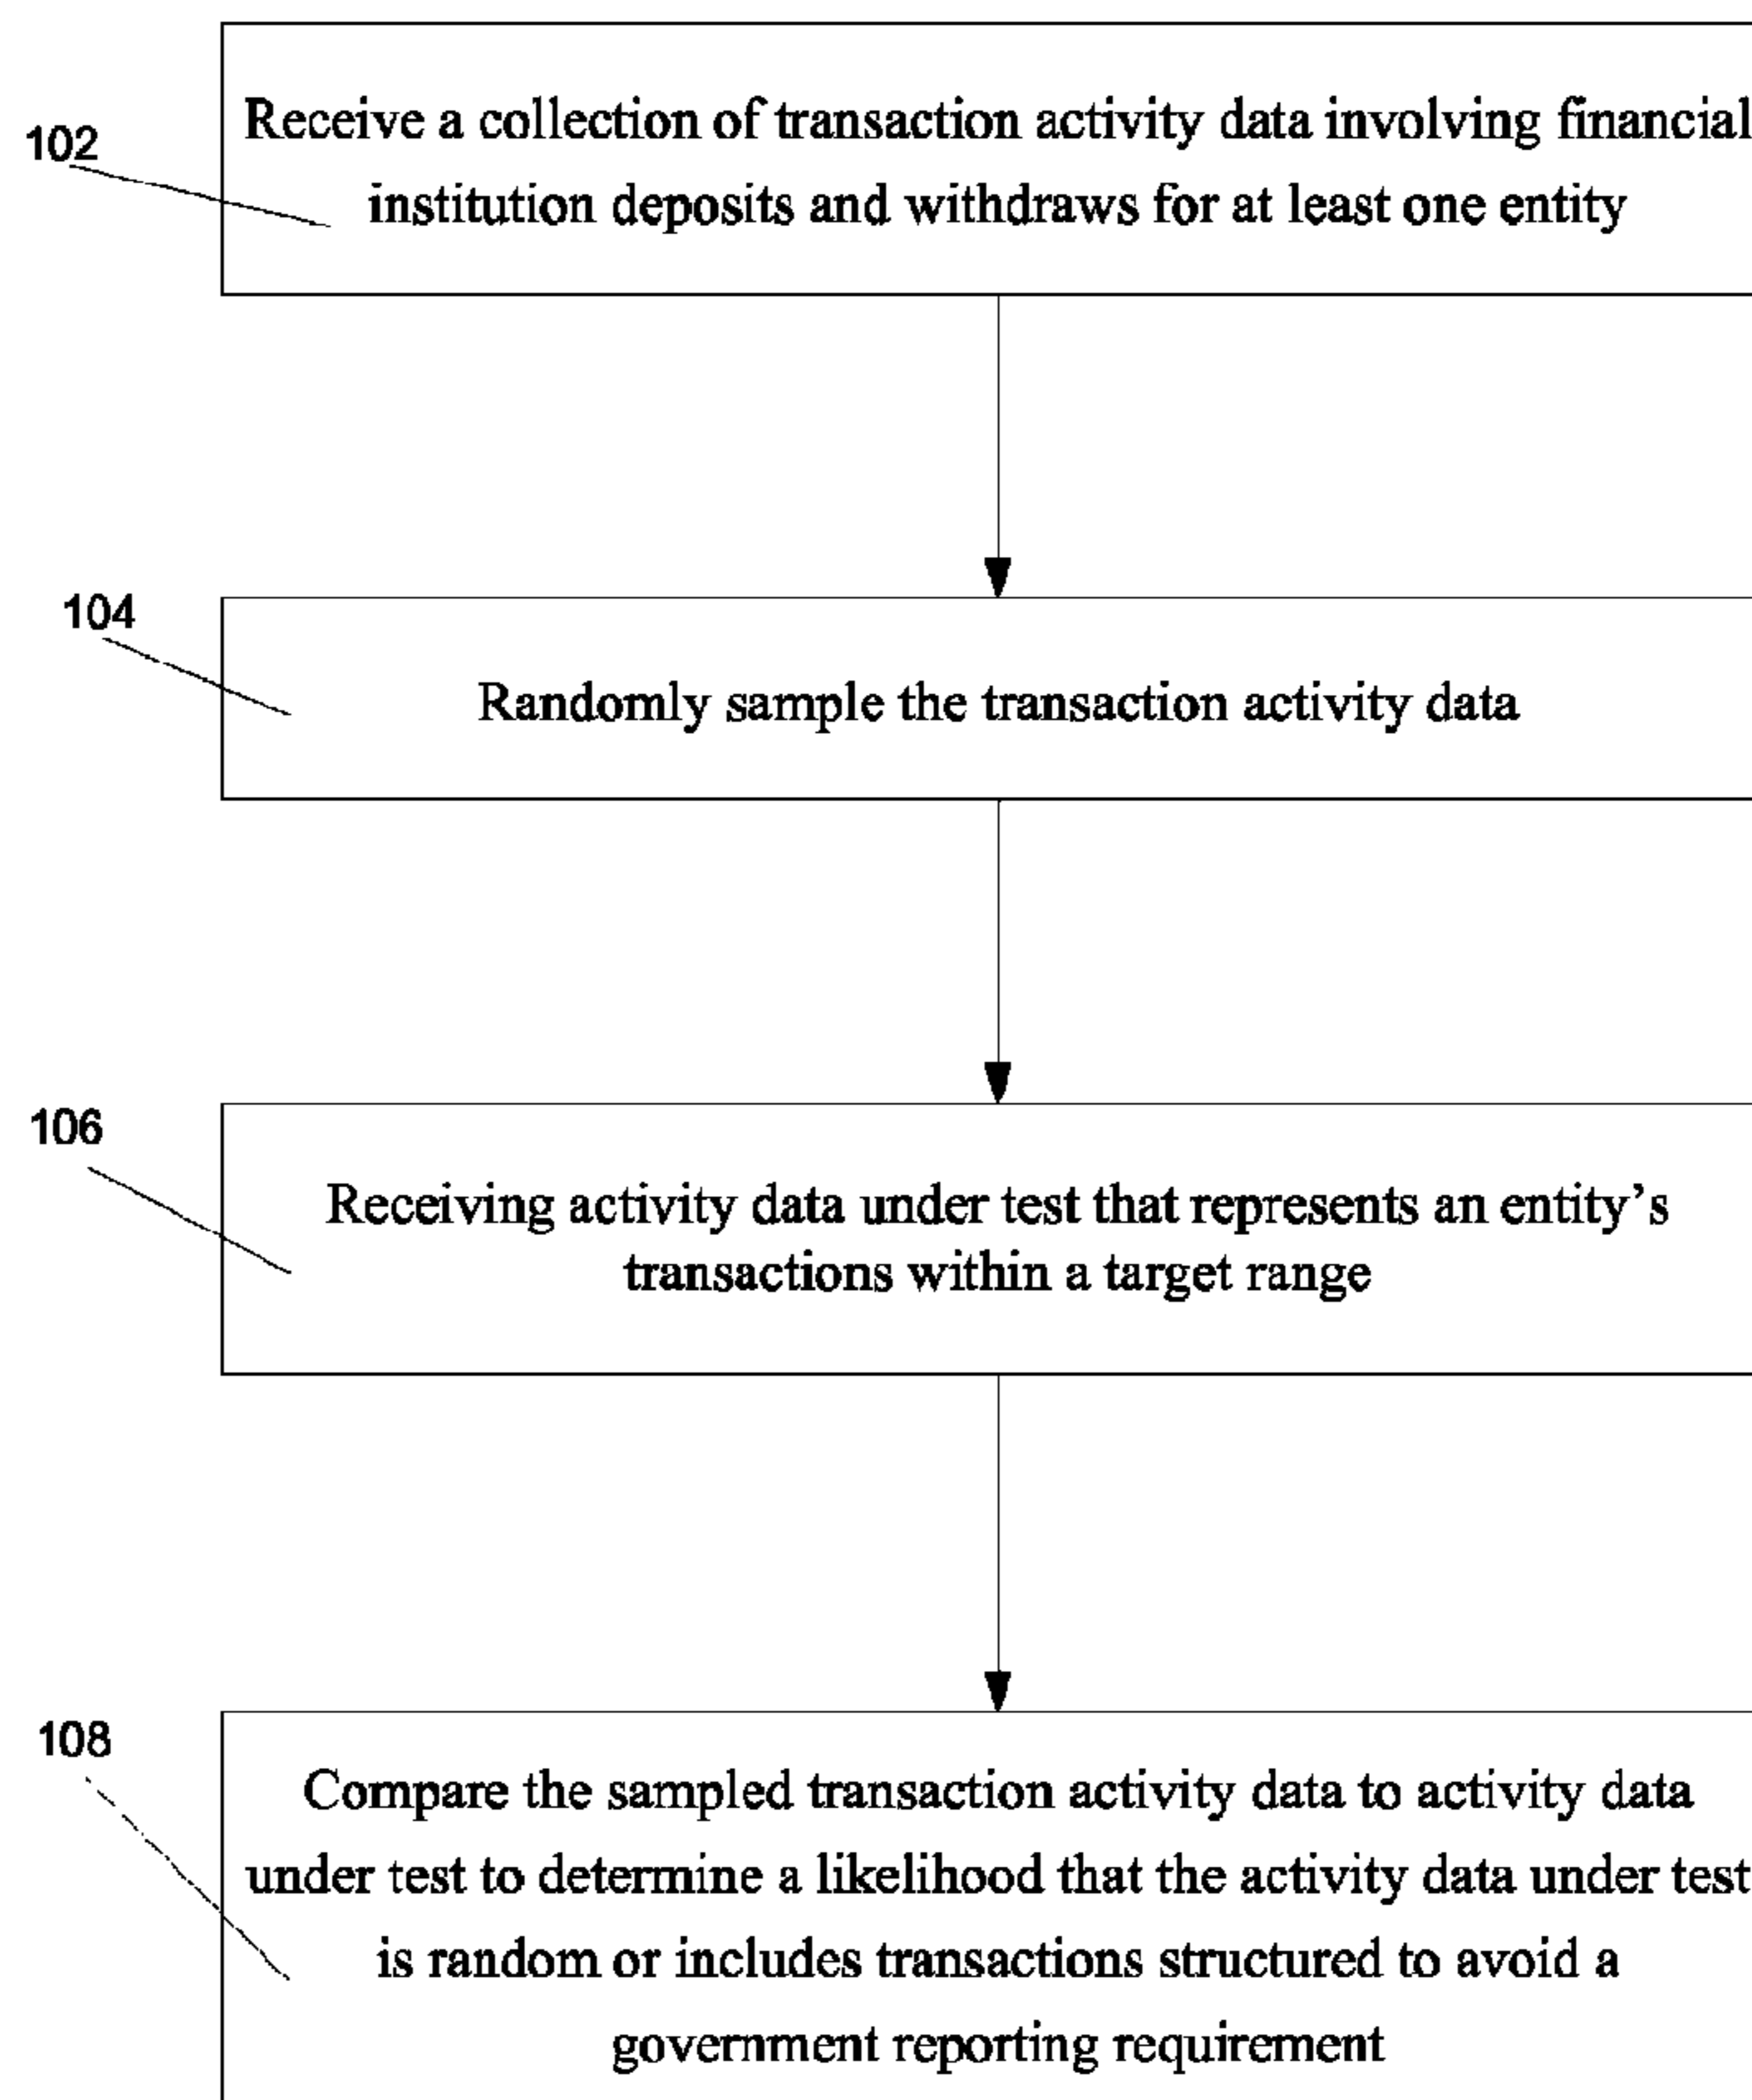 102
Receive a collection of transaction activity data involving financial
institution deposits and withdraws for at least one entity
104
Randomly sample the transaction activity data
106
Receiving activity data under test that represents an entity’s
transactions within a target range
108
Compare the sampled transaction activity data to activity data
under test to determine a likelihood that the activity data under test
is random or includes transactions structured to avoid a
government reporting requirement